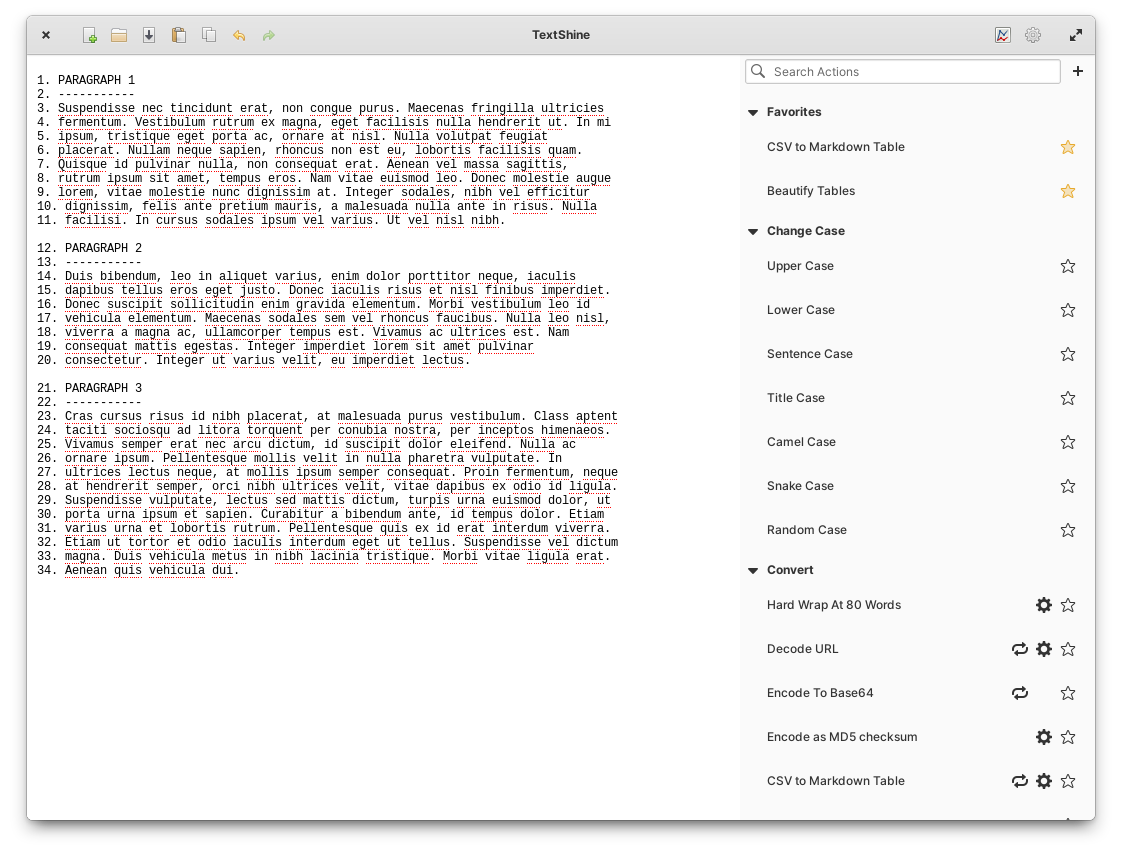 TextShine
1. PARAGRAPH 1
2. -----------
3. Suspendisse nec tincidunt erat, non congue purus. Maecenas fringilla ultricies
4. fermentum. Vestibulum rutrum ex magna, eget facilisis nulla hendrerit ut. In mi
5. ipsum, tristique eget porta ac, ornare at nisl. Nulla volutpat feugiat
6. placerat. Nullam neque sapien, rhoncus non est eu, lobortis facilisis quam.
7. Quisque id pulvinar nulla, non consequat erat. Aenean vel massa sagittis,
8. rutrum ipsum sit amet, tempus eros. Nam vitae euismod leo. Donec molestie augue
9. lorem, vitae molestie nunc dignissim at. Integer sodales, nibh vel efficitur
10. dignissim, felis ante pretium mauris, a malesuada nulla ante in risus. Nulla
11. facilisi. In cursus sodales ipsum vel varius. Ut vel nisl nibh.
12. PARAGRAPH 2
13. -----------
14. Duis bibendum, leo in aliquet varius, enim dolor porttitor neque, iaculis
15. dapibus tellus eros eget justo. Donec iaculis risus et nisl finibus imperdiet.
16. Donec suscipit sollicitudin enim gravida elementum. Morbi vestibulum leo id
17. vehicula elementum. Maecenas sodales sem vel rhoncus faucibus. Nulla leo nisl,
18. viverra a magna ac, ullamcorper tempus est. Vivamus ac ultrices est. Nam
19. consequat mattis egestas. Integer imperdiet lorem sit amet pulvinar
20. consectetur. Integer ut varius velit, eu imperdiet lectus.
21. PARAGRAPH 3
22. -----------
23. Cras cursus risus id nibh placerat, at malesuada purus vestibulum. Class aptent
24. taciti sociosqu ad litora torquent per conubia nostra, per inceptos himenaeos.
25. Vivamus semper erat nec arcu dictum, id suscipit dolor eleifend. Nulla ac
26. ornare ipsum. Pellentesque mollis velit in nulla pharetra vulputate. In
27. ultrices lectus neque, at mollis ipsum semper consequat. Proin fermentum, neque
28. at hendrerit semper, orci nibh ultrices velit, vitae dapibus ex odio id ligula.
29. Suspendisse vulputate, lectus sed mattis dictum, turpis urna euismod dolor, ut
30. porta urna ipsum et sapien. Curabitur a bibendum ante, id tempus dolor. Etiam
31. varius urna et lobortis rutrum. Pellentesque quis ex id erat interdum viverra.
32. Etiam ut tortor et odio iaculis interdum eget ut tellus. Suspendisse vel dictum
33. magna. Duis vehicula metus in nibh lacinia tristique. Morbi vitae ligula erat.
34. Aenean quis vehicula dui.
Search Actions
Favorites
CSV to Markdown Table
Beautify Tables
Change Case
Upper Case
Lower Case
Sentence Case
Title Case
Camel Case
Snake Case
Random Case
Convert
Hard Wrap At 80 Words
Decode URL
Encode To Base64
Encode as MD5 checksum
CSV to Markdown Table